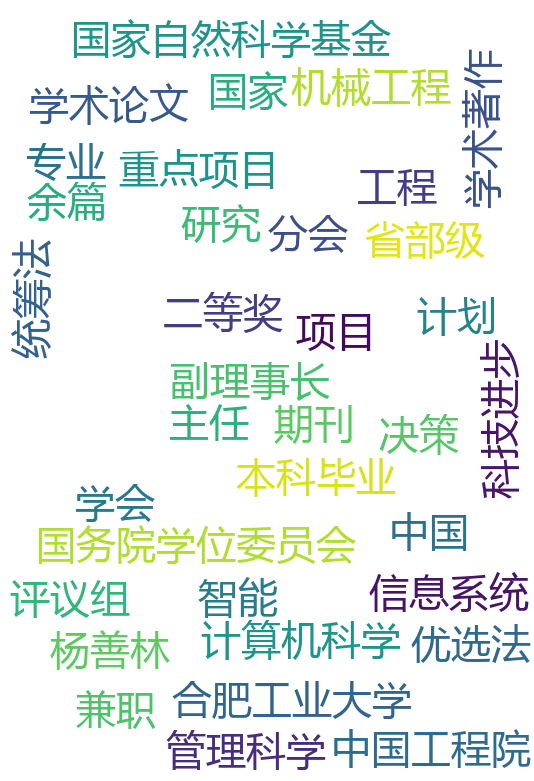 国家自然科学基金
学术论文
国家
机械工程
学术著作
专业
重点项目
余篇
工程
研究
分会
省部级
统筹法
二等奖
项目
计划
副理事长
科技进步
主任
期刊
决策
本科毕业
学会
国务院学位委员会
中国
评议组
智能
信息系统
杨善林
计算机科学
优选法
兼职
合肥工业大学
管理科学
中国工程院